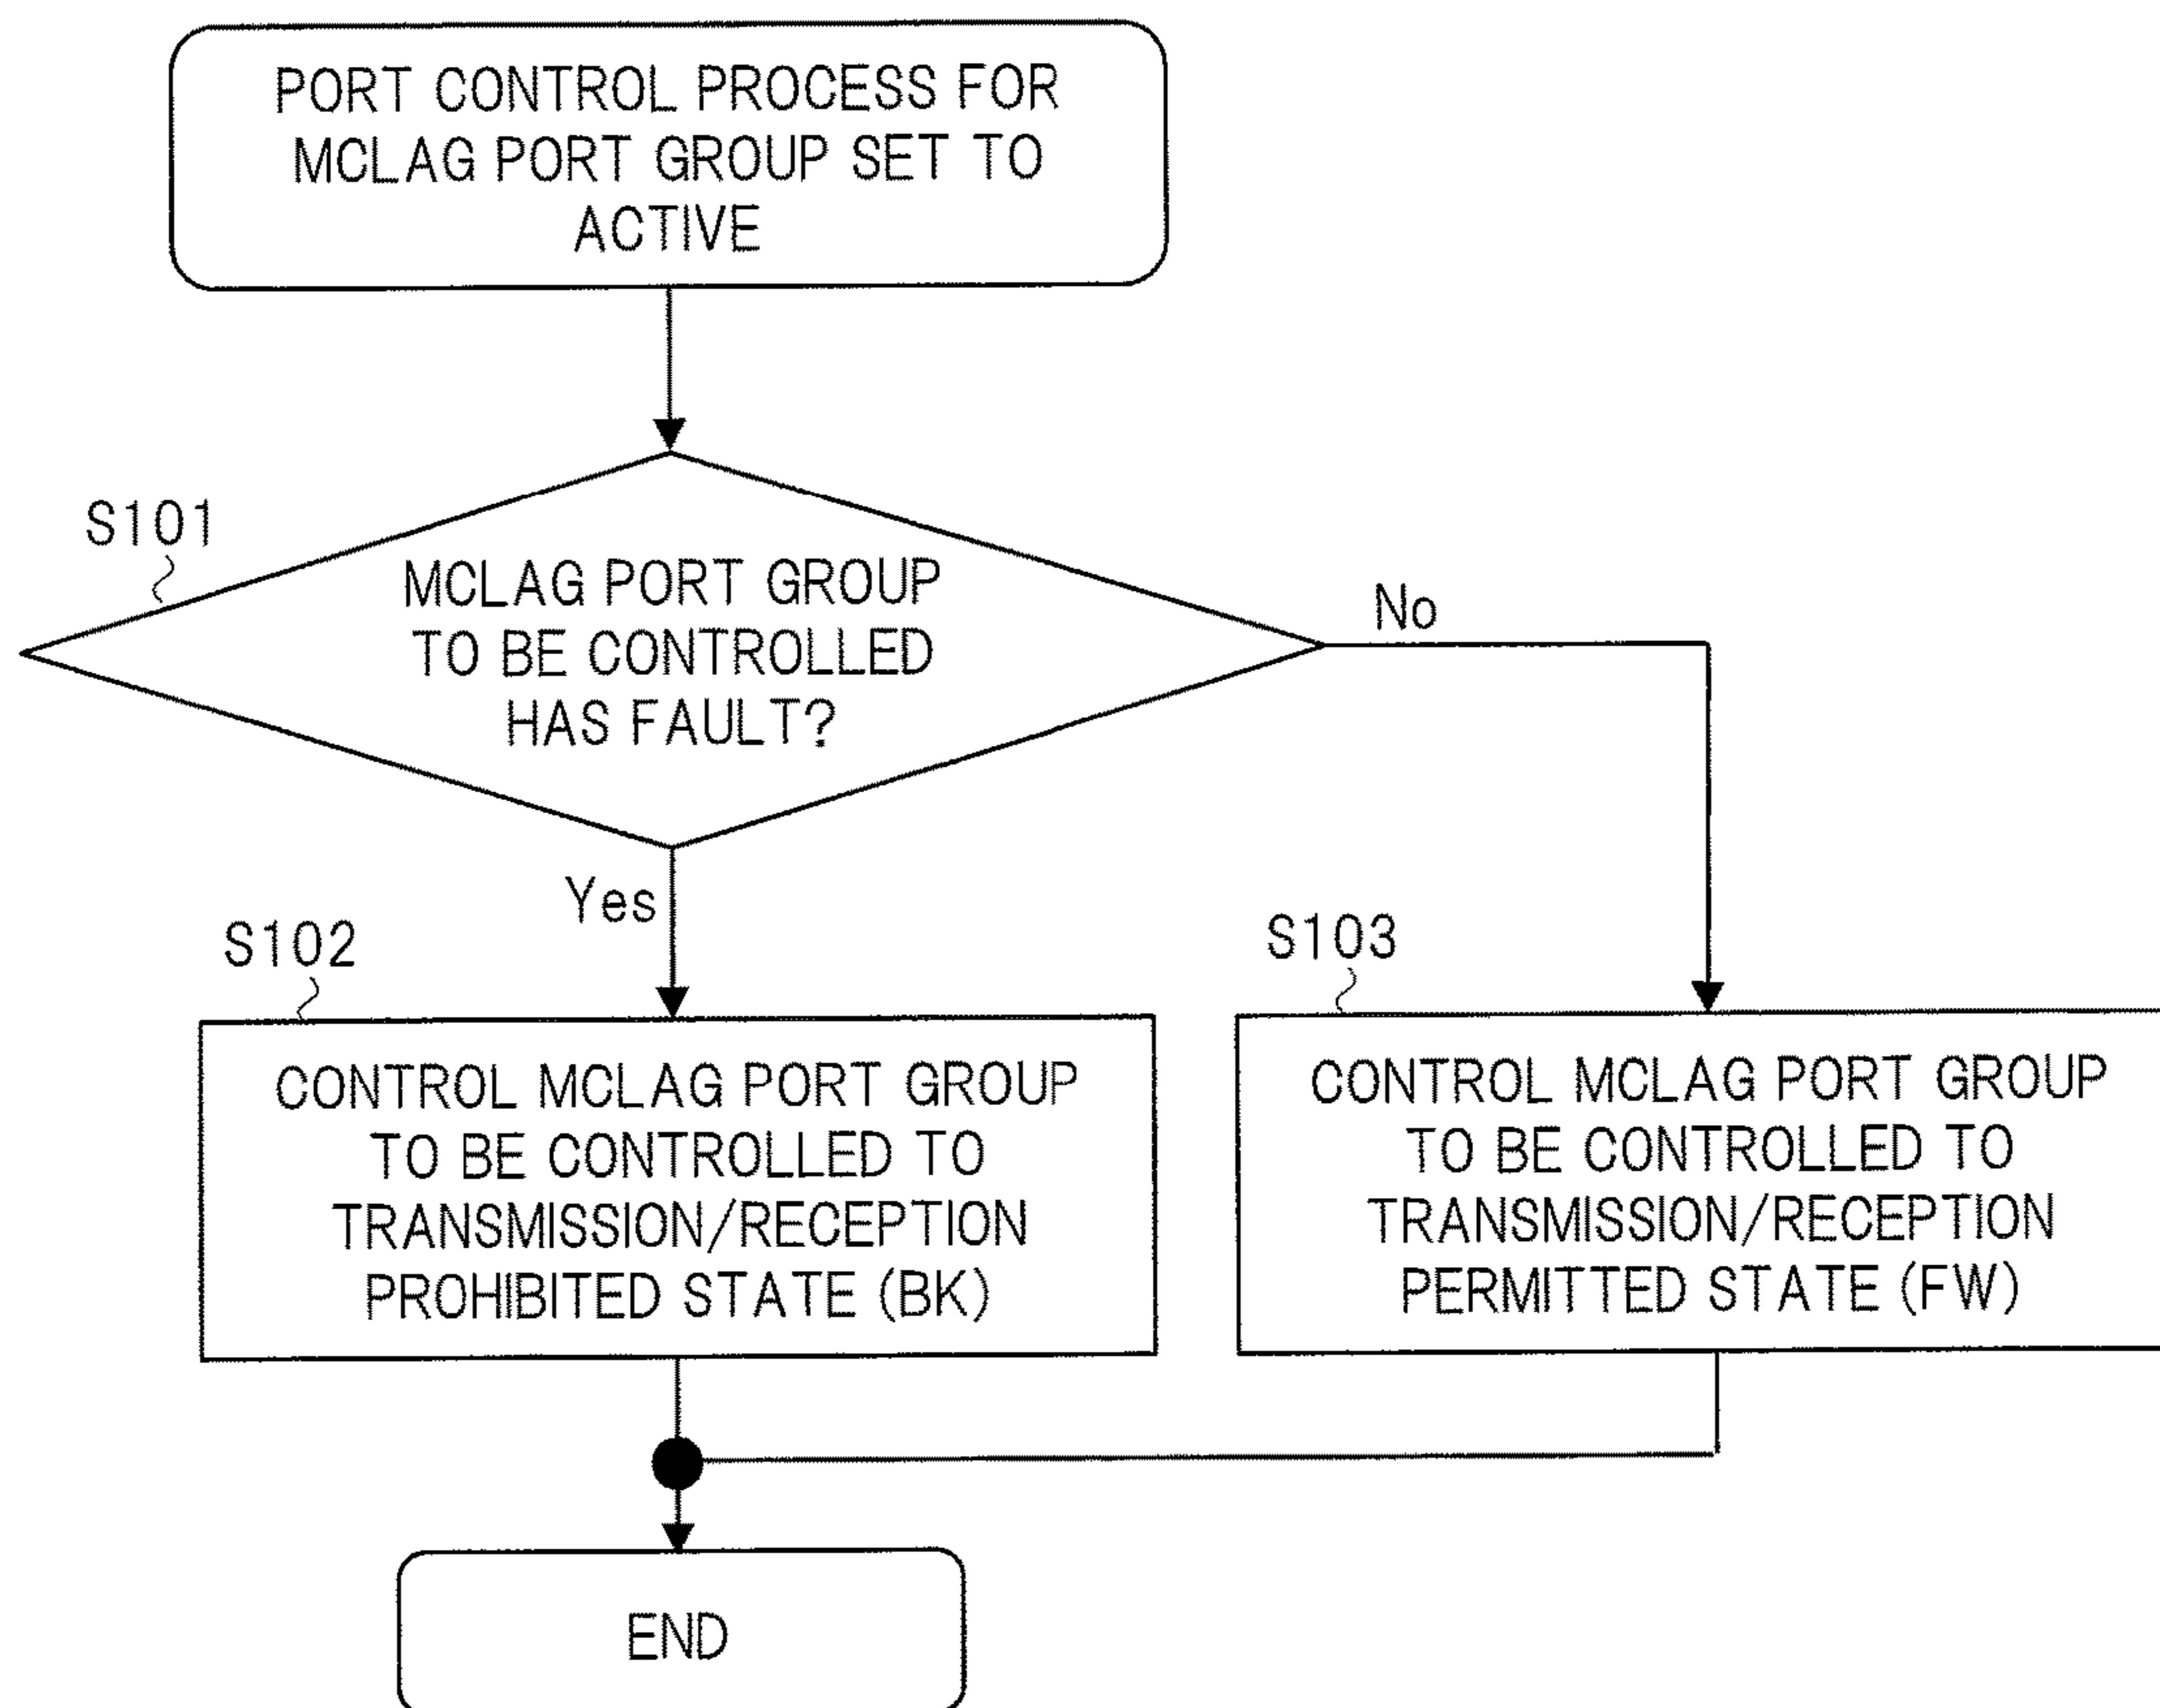 PORT CONTROL PROCESS FOR
MCLAG PORT GROUP SET TO
ACTIVE
S101
MCLAG PORT GROUP
TO BE CONTROLLED
HAS FAULT?
No
Yes
S102
CONTROL MCLAG PORT GROUP
TO BE CONTROLLED TO
TRANSMISSION/RECEPTION
PROHIBITED STATE (BK)
S103
CONTROL MCLAG PORT GROUP
TO BE CONTROLLED TO
TRANSMISSION/RECEPTION
PERMITTED STATE (FW)
END